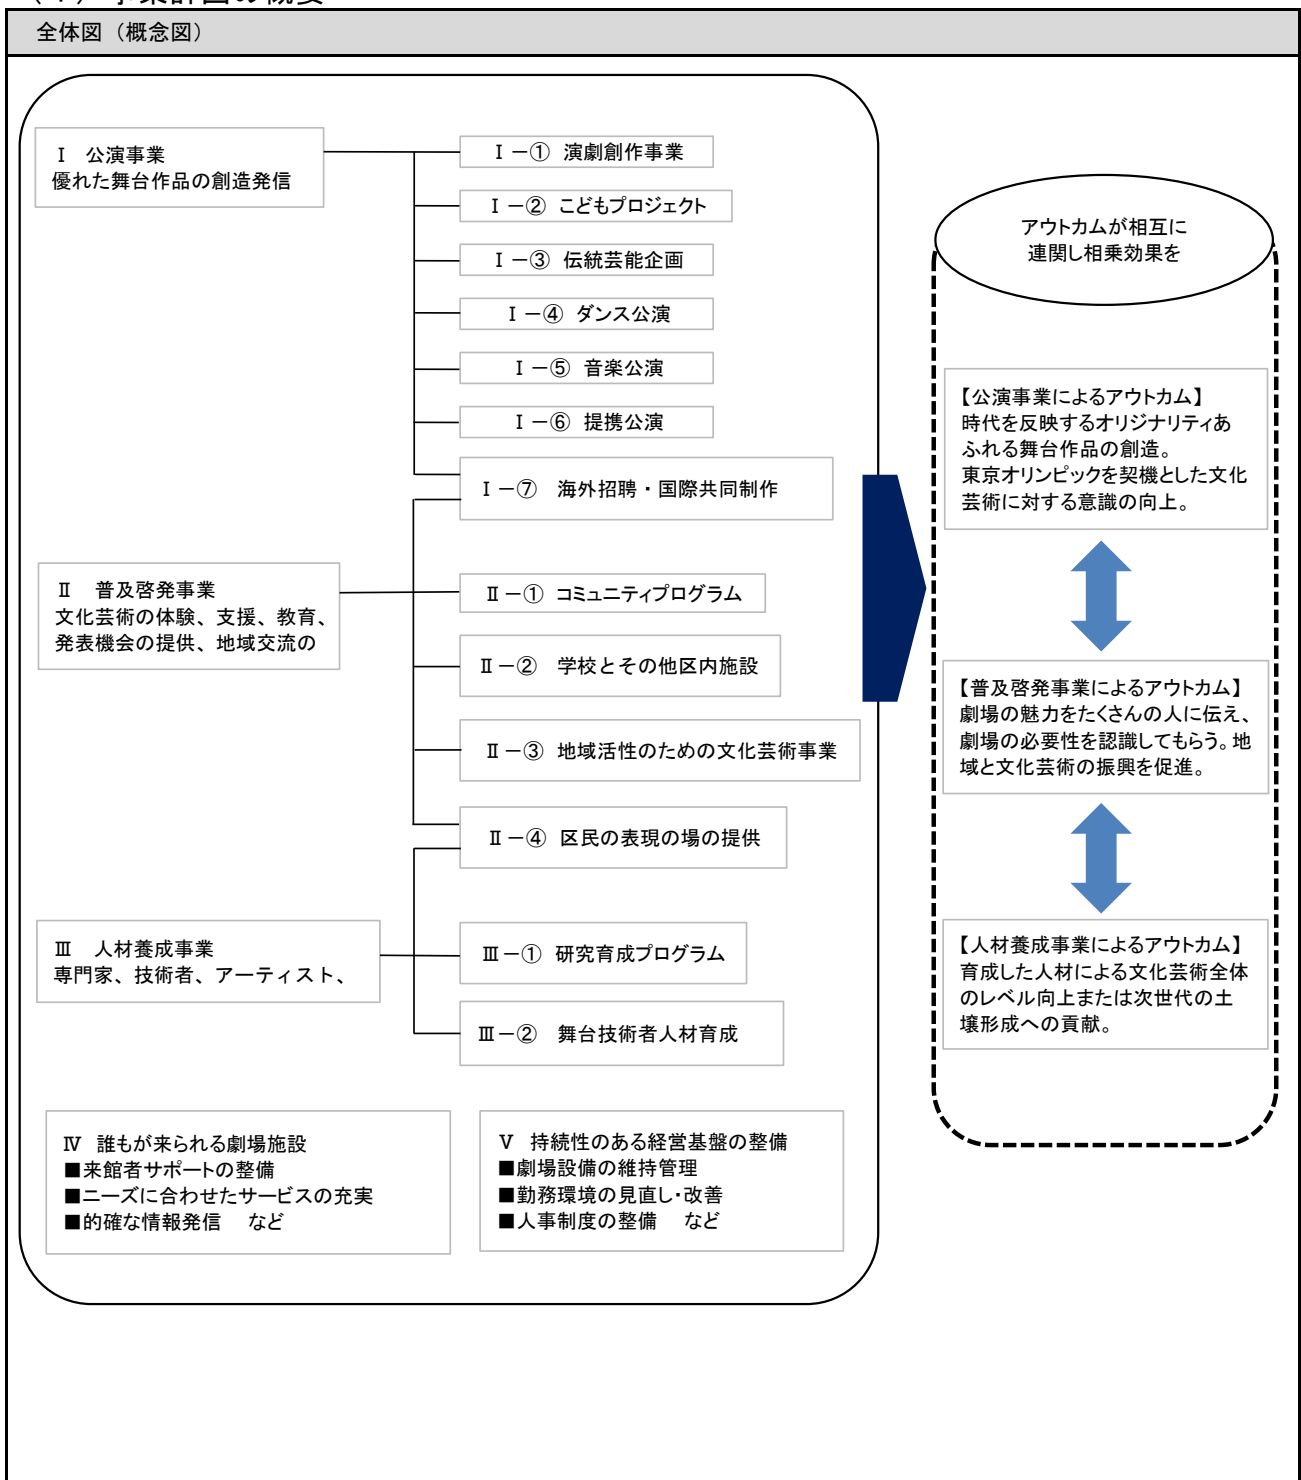 全体図（概念図）
Ⅰ　公演事業
優れた舞台作品の創造発信
Ⅰ－① 演劇創作事業
Ⅰ－② こどもプロジェクト
Ⅰ－③ 伝統芸能企画
Ⅰ－④ ダンス公演
Ⅰ－⑤ 音楽公演
Ⅰ－⑥ 提携公演
Ⅰ－⑦　海外招聘・国際共同制作
Ⅱ　普及啓発事業
文化芸術の体験、支援、教育、
発表機会の提供、地域交流の
Ⅱ－① コミュニティプログラム
Ⅱ－②　学校とその他区内施設
Ⅱ－③ 地域活性のための文化芸術事業
Ⅱ－④ 区民の表現の場の提供
Ⅲ　人材養成事業
専門家、技術者、アーティスト、
Ⅲ－① 研究育成プログラム
Ⅲ－②　舞台技術者人材育成
Ⅳ 誰もが来られる劇場施設
■来館者サポートの整備
■ニーズに合わせたサービスの充実
■的確な情報発信　など
Ⅴ 持続性のある経営基盤の整備
■劇場設備の維持管理
■勤務環境の見直し・改善
■人事制度の整備　など
アウトカムが相互に
連関し相乗効果を
【公演事業によるアウトカム】
時代を反映するオリジナリティあ
ふれる舞台作品の創造。
東京オリンピックを契機とした文化
芸術に対する意識の向上。
【普及啓発事業によるアウトカム】
劇場の魅力をたくさんの人に伝え、
劇場の必要性を認識してもらう。地
域と文化芸術の振興を促進。
【人材養成事業によるアウトカム】
育成した人材による文化芸術全体
のレベル向上または次世代の土
壌形成への貢献。